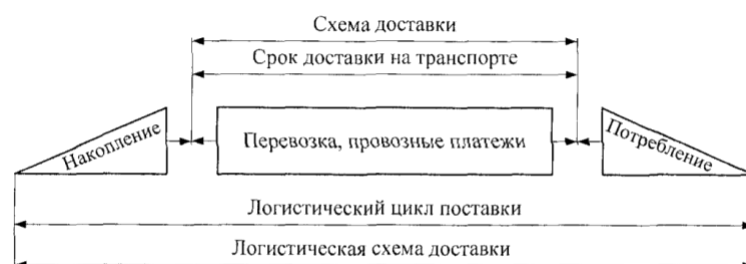 Схема доставки
Срок доставки на транспорте
Накопление
Перевозка, провозные платежи
Потребление
Логистический цикл поставки
Логистическая схема доставки